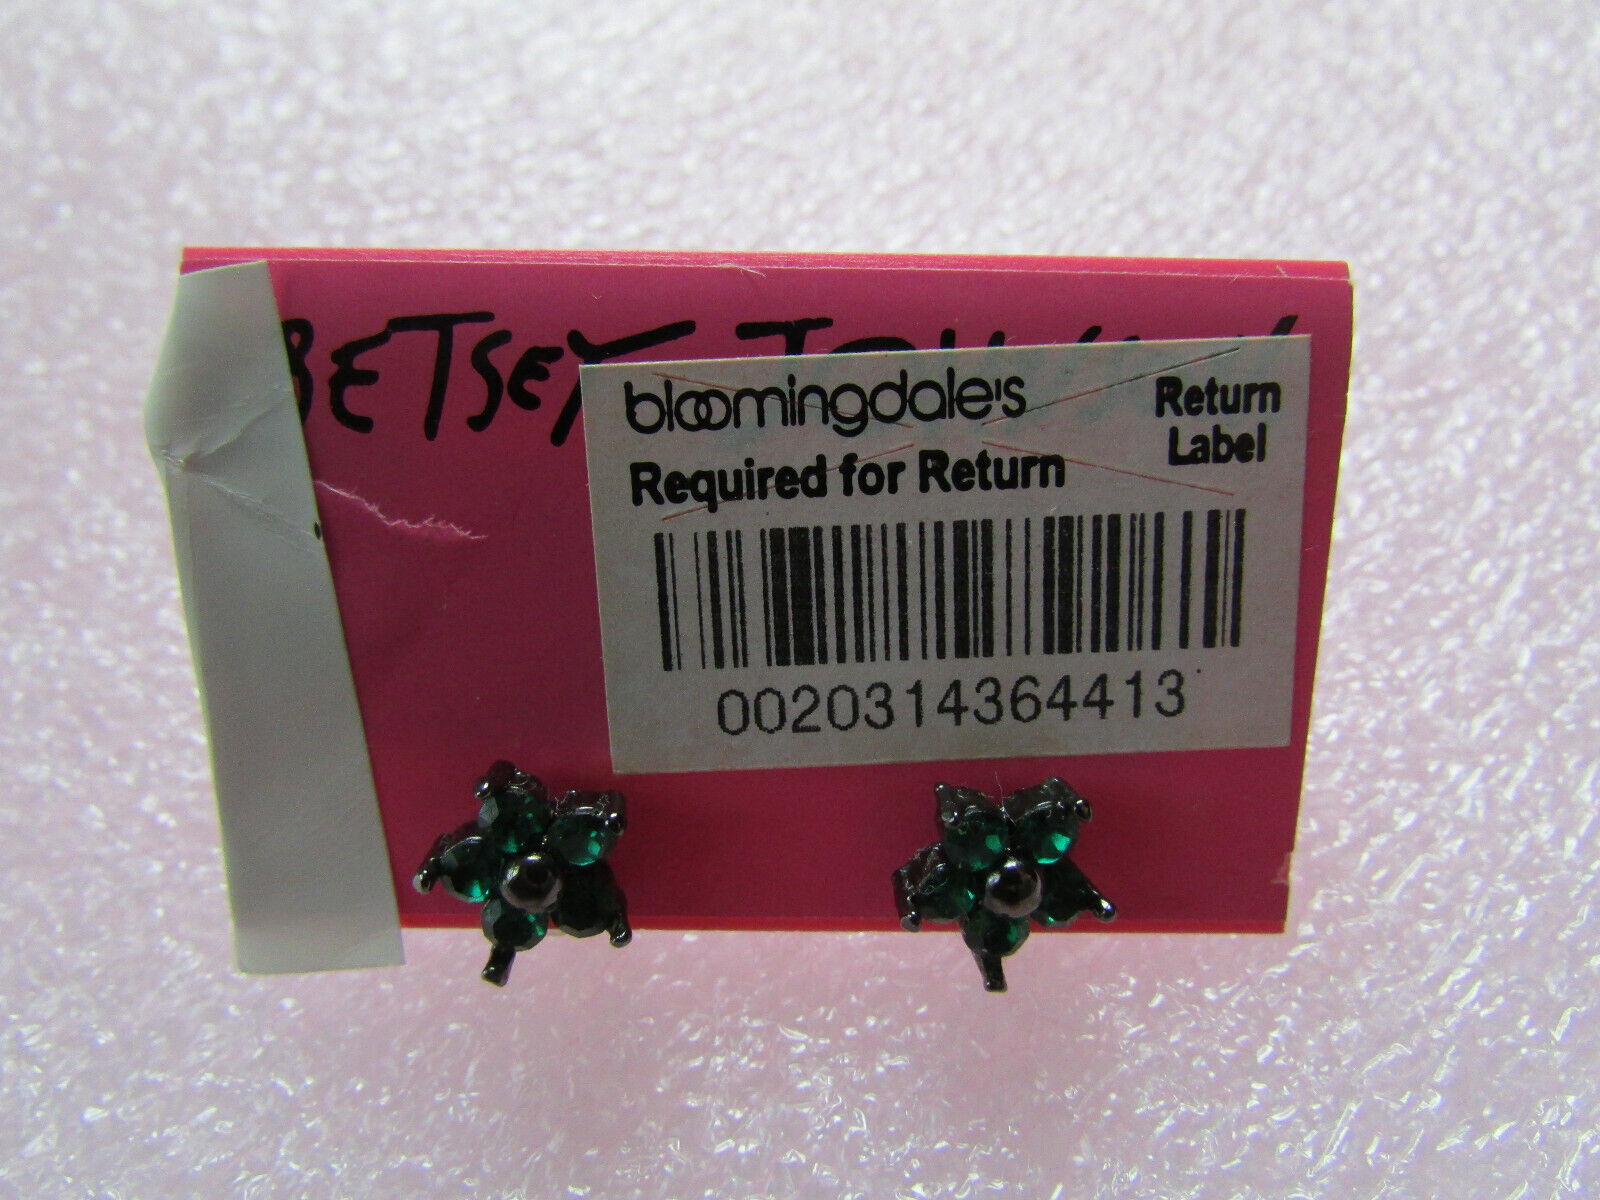 BETSEY
bloomingdale's
Return
Label
Required for Return
0020314364413